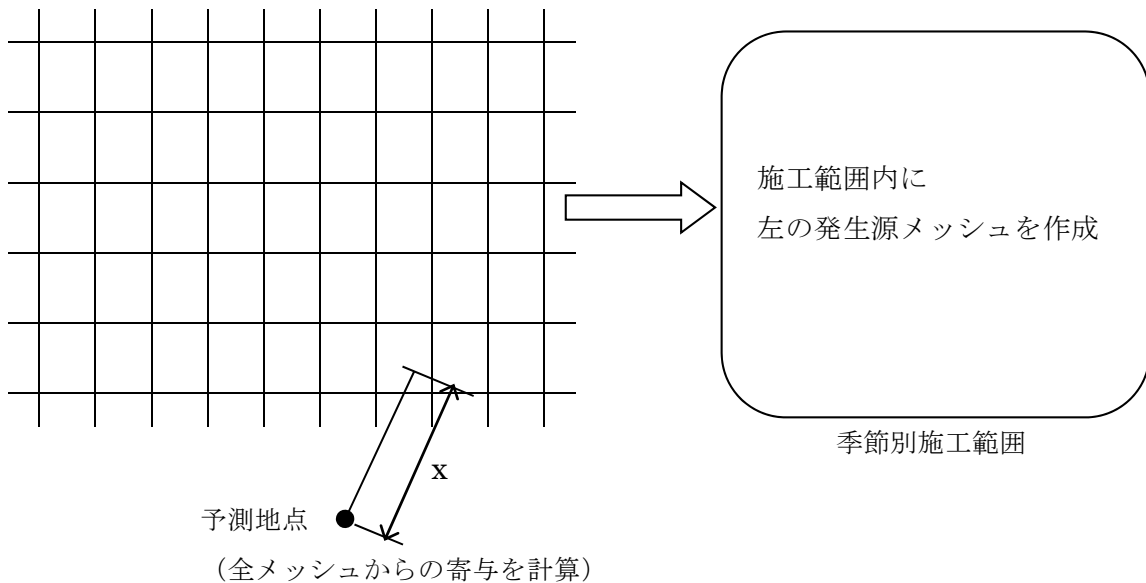 施工範囲内に
左の発生源メッシュを作成
季節別施工範囲
x
予測地点
（全メッシュからの寄与を計算）